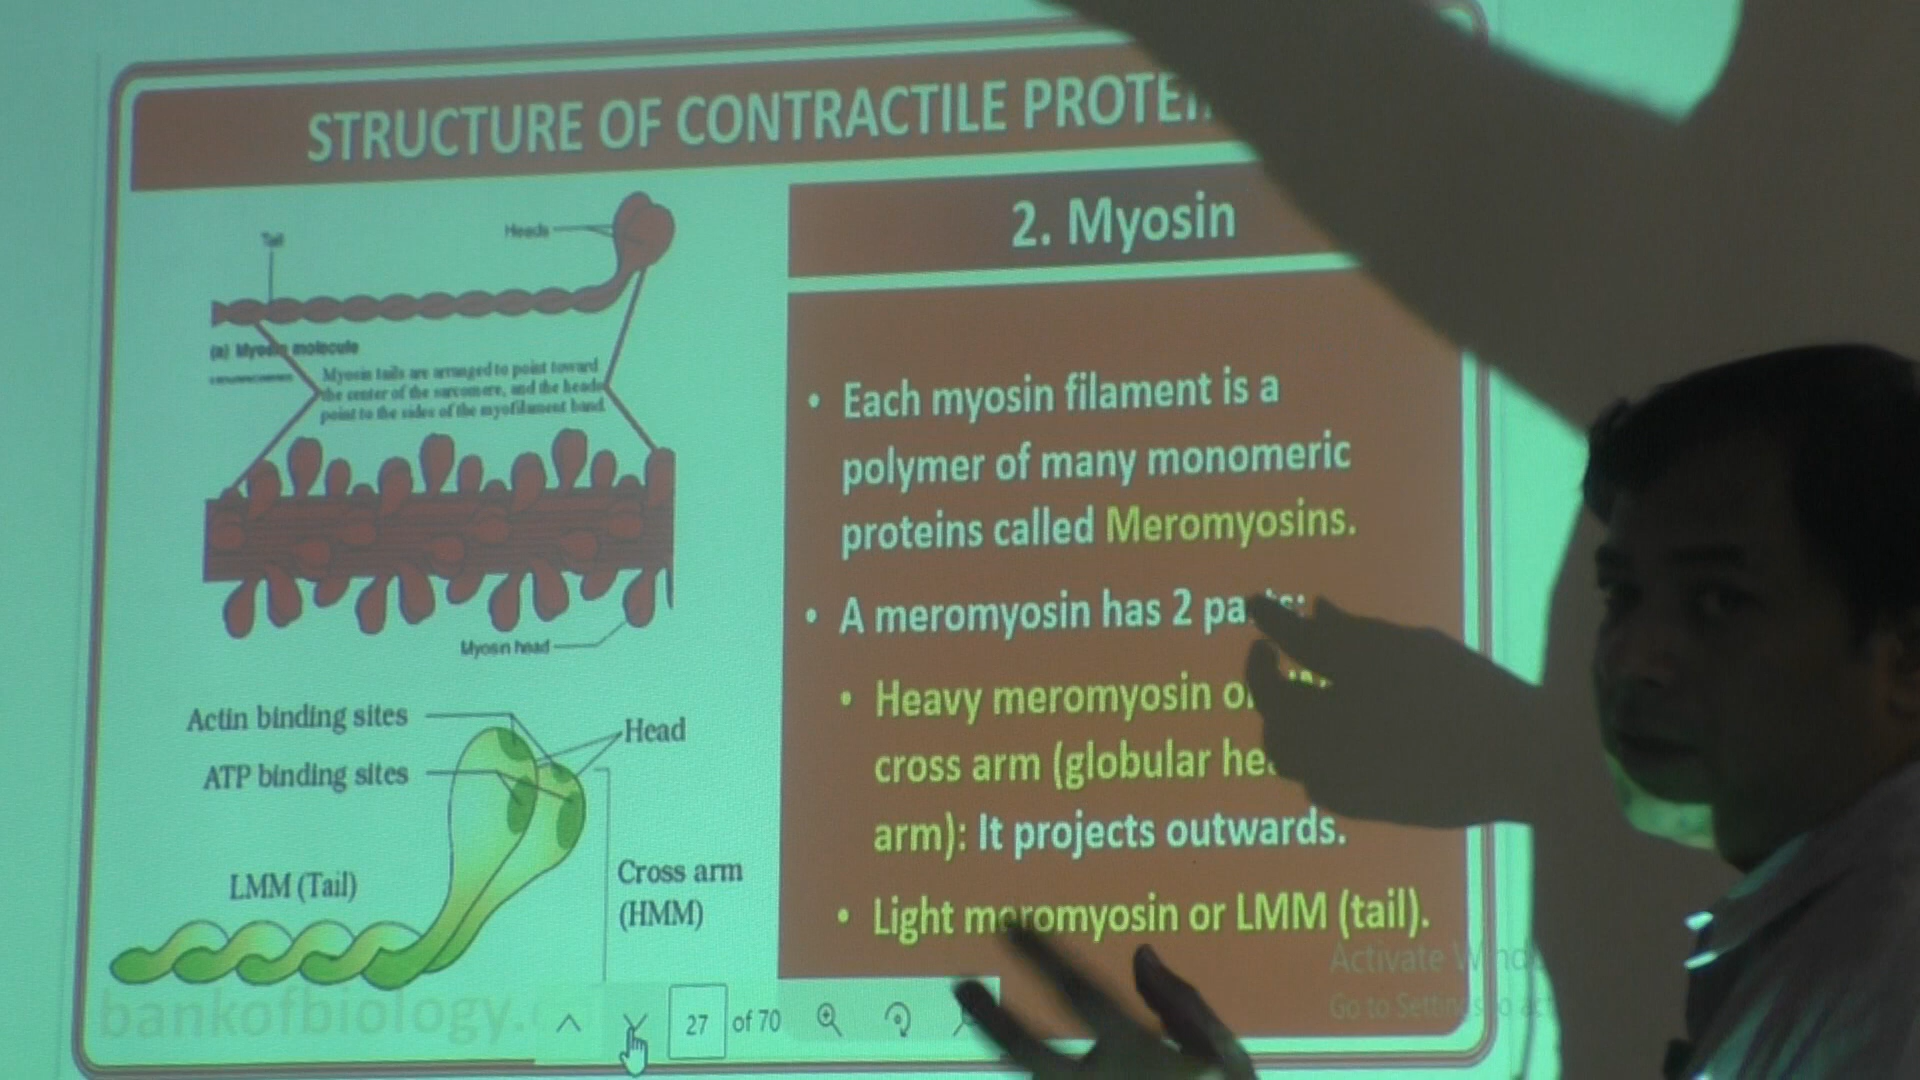 STRUCTURE OF CONTRACTILE
2. Myosin
Tail
Heads
(a) Myosin molecule
Myosin tails are arranged to point toward
the center of the sarcomere, and the heads
point to the sides of the myofilament band.
Myosin head
Actin binding sites
Head
ATP binding sites
LMM (Tail)
Cross arm
(HMM)
• Each myosin filament is a
polymer of many monomeric
proteins called Meromyosins.
• A meromyosin has 2
• Heavy meromyosin
cross arm (globular
arm): It projects outwards.
• Light meromyosin or LMM (tail).
Activate
Go to
bankofbiology.
27 of 70